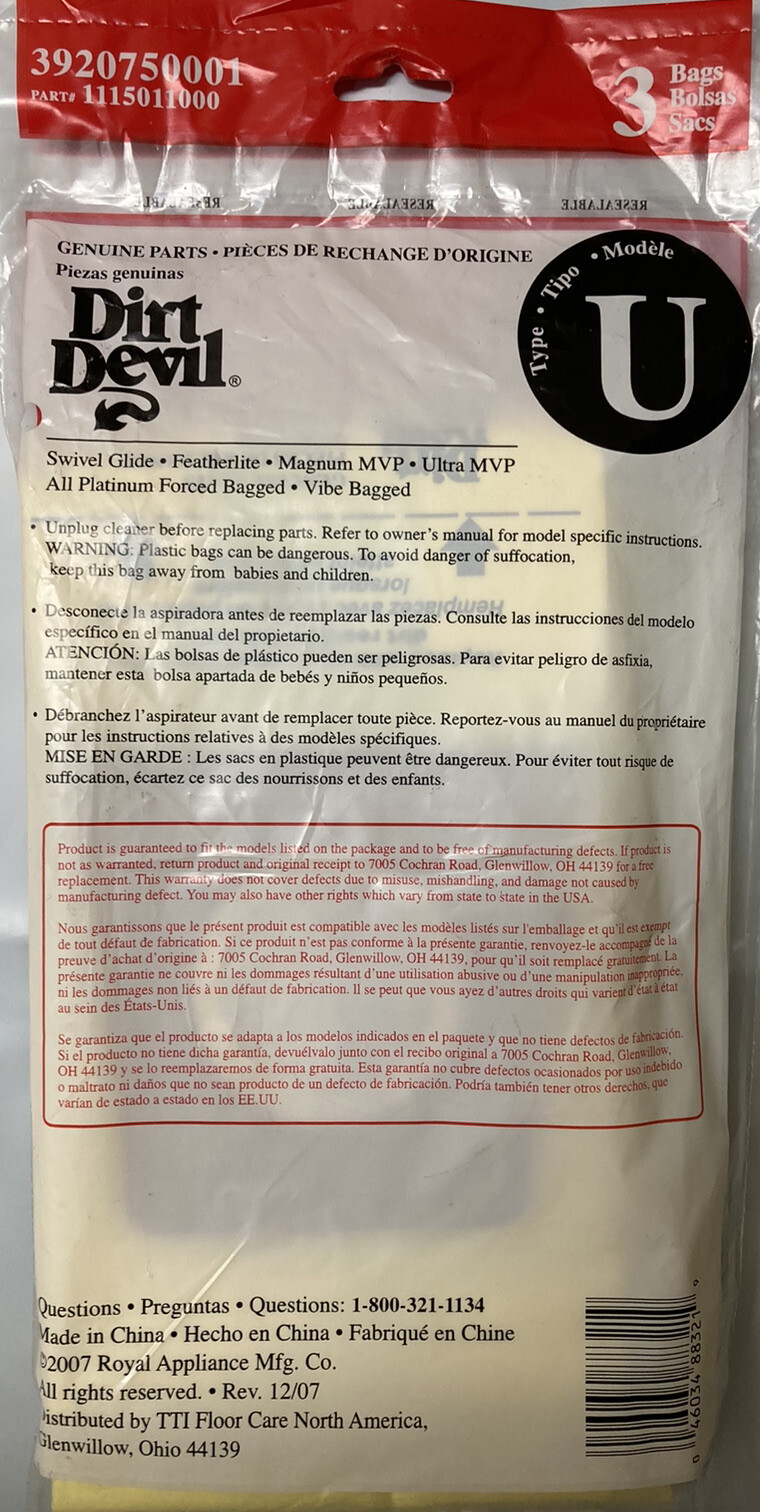 3920750001
PART# 1115011000
3 Bags
Bolsas
Sacs
RESEALABLE RESEALABLE RESEALABLE
GENUINE PARTS • PIÈCES DE RECHANGE D'ORIGINE
Piezas genuinas
Dirt
Devil®
Type • Tipo • Modèle
U
Swivel Glide • Featherlite • Magnum MVP • Ultra MVP
All Platinum Forced Bagged • Vibe Bagged
• Unplug cleaner before replacing parts. Refer to owner's manual for model specific instructions.
WARNING: Plastic bags can be dangerous. To avoid danger of suffocation,
keep this bag away from babies and children.
• Desconecte la aspiradora antes de reemplazar las piezas. Consulte las instrucciones del modelo
específico en el manual del propietario.
ATENCIÓN: Las bolsas de plástico pueden ser peligrosas. Para evitar peligro de asfixia,
mantener esta bolsa apartada de bebés y niños pequeños.
• Débranchez l'aspirateur avant de remplacer toute pièce. Reportez-vous au manuel du propriétaire
pour les instructions relatives à des modèles spécifiques.
MISE EN GARDE : Les sacs en plastique peuvent être dangereux. Pour éviter tout risque de
suffocation, écartez ce sac des nourrissons et des enfants.
Product is guaranteed to fit the models listed on the package and to be free of manufacturing defects. If product is
not as warranted, return product and original receipt to 7005 Cochran Road, Glenwillow, OH 44139 for a free
replacement. This warranty does not cover defects due to misuse, mishandling, and damage not caused by
manufacturing defect. You may also have other rights which vary from state to state in the USA.
Nous garantissons que le présent produit est compatible avec les modèles listés sur l'emballage et qu'il est exempt
de tout défaut de fabrication. Si ce produit n'est pas conforme à la présente garantie, renvoyez-le accompagné de la
preuve d'achat d'origine à : 7005 Cochran Road, Glenwillow, OH 44139, pour qu'il soit remplacé gratuitement. La
présente garantie ne couvre ni les dommages résultant d'une utilisation abusive ou d'une manipulation inappropriée,
ni les dommages non liés à un défaut de fabrication. Il se peut que vous ayez d'autres droits qui varient d'état à état
au sein des États-Unis.
Se garantiza que el producto se adapta a los modelos indicados en el paquete y que no tiene defectos de fabricación.
Si el producto no tiene dicha garantía, devuélvalo junto con el recibo original a 7005 Cochran Road, Glenwillow,
OH 44139 y se lo reemplazaremos de forma gratuita. Esta garantía no cubre defectos ocasionados por uso indebido
o maltrato ni daños que no sean producto de un defecto de fabricación. Podría también tener otros derechos, que
varían de estado a estado en los EE.UU.
Questions • Preguntas • Questions: 1-800-321-1134
Made in China • Hecho en China • Fabriqué en Chine
©2007 Royal Appliance Mfg. Co.
All rights reserved. • Rev. 12/07
Distributed by TTI Floor Care North America,
Glenwillow, Ohio 44139
0 46034 88321 9